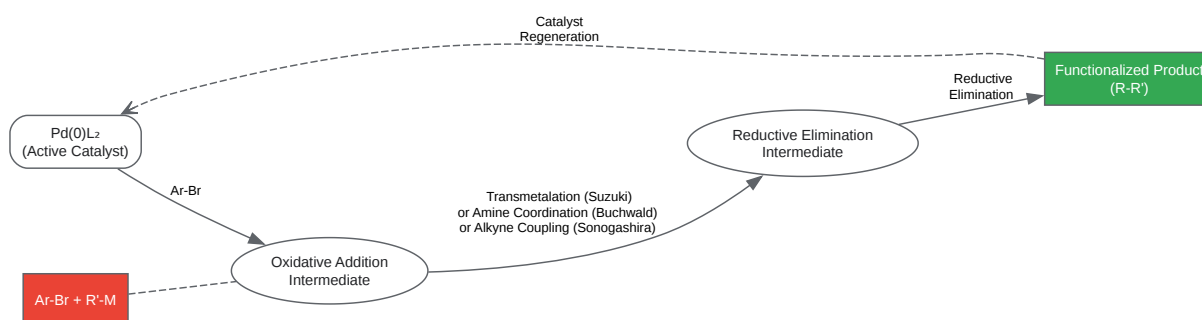 Catalyst
Regeneration
Functionalized Product
(R-R')
Reductive
Elimination
Pd(0)L₂
(Active Catalyst)
Reductive Elimination
Intermediate
Ar-Br
Transmetalation (Suzuki)
or Amine Coordination (Buchwald)
or Alkyne Coupling (Sonogashira)
Oxidative Addition
Intermediate
Ar-Br + R'-M